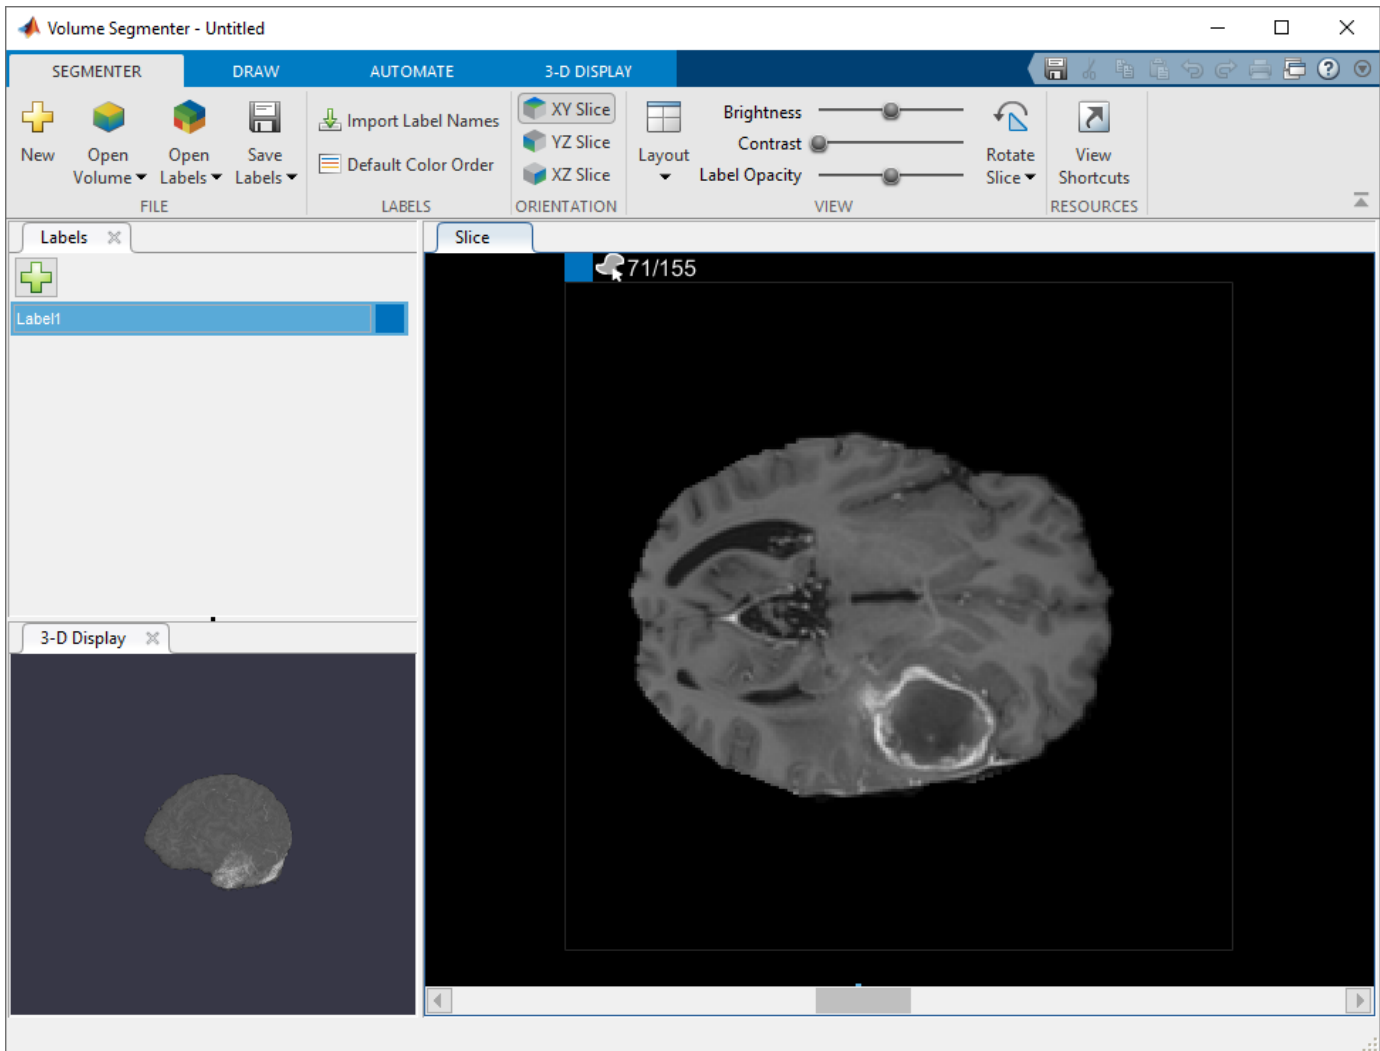 Volume Segmenter - Untitled
SEGMENTER DRAW AUTOMATE 3-D DISPLAY
New
Open Volume
Open Labels
Save Labels
FILE
Import Label Names
Default Color Order
LABELS
XY Slice
YZ Slice
XZ Slice
ORIENTATION
Layout
Brightness
Contrast
Label Opacity
Rotate Slice
VIEW
View Shortcuts
RESOURCES
Labels
Label1
3-D Display
Slice
71/155